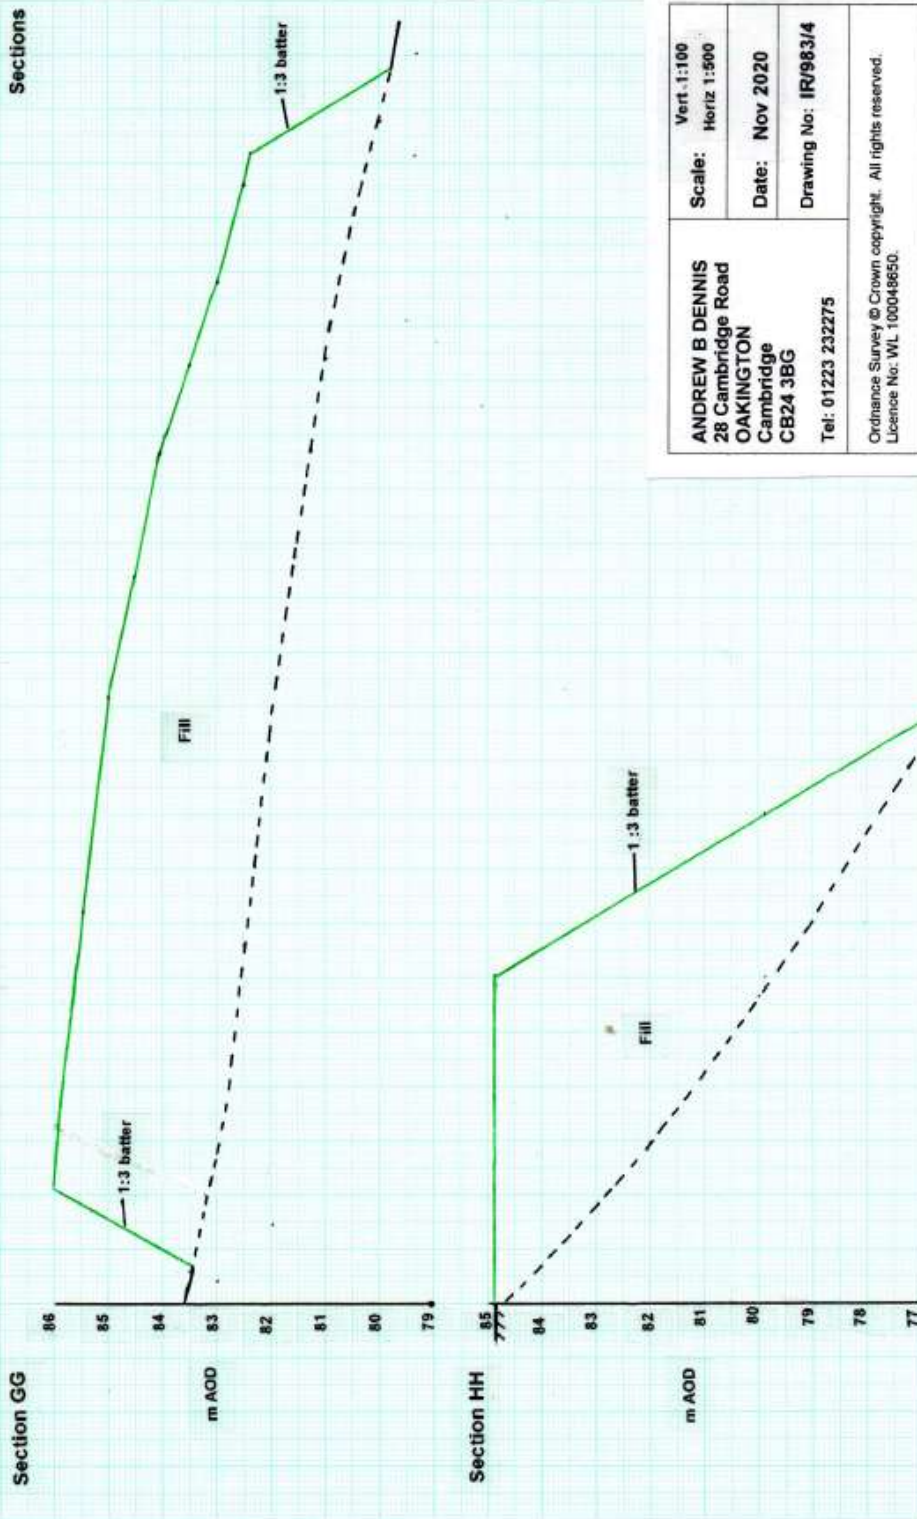 Sections
Section GG
86
85
84
83
82
81
80
79
m AOD
1:3 batter
Fill
1:3 batter
Section HH
85
84
83
82
81
80
79
78
77
m AOD
Fill
1:3 batter
ANDREW B DENNIS
28 Cambridge Road
OAKINGTON
Cambridge
CB24 3BG
Tel: 01223 232275
Scale: Vert 1:100
Horiz 1:500
Date: Nov 2020
Drawing No: IR/983/4
Ordnance Survey © Crown copyright. All rights reserved.
Licence No: WL 100048650.